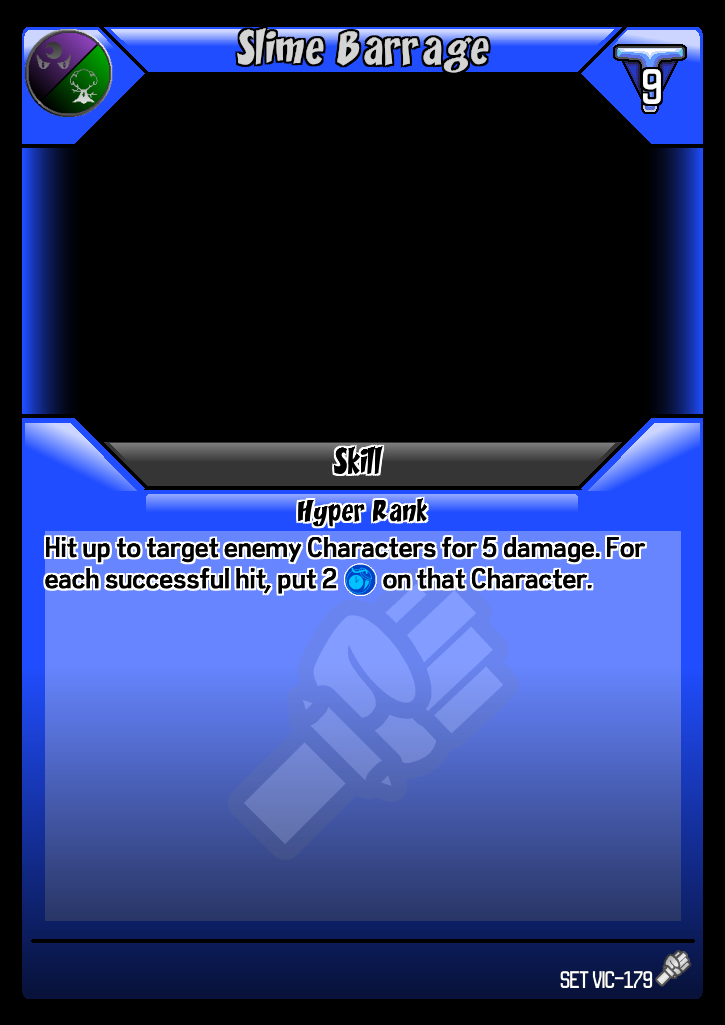 Slime Barrage
9
Skill
Hyper Rank
Hit up to target enemy Characters for 5 damage. For
each successful hit, put 2 on that Character.
SET VIC-179